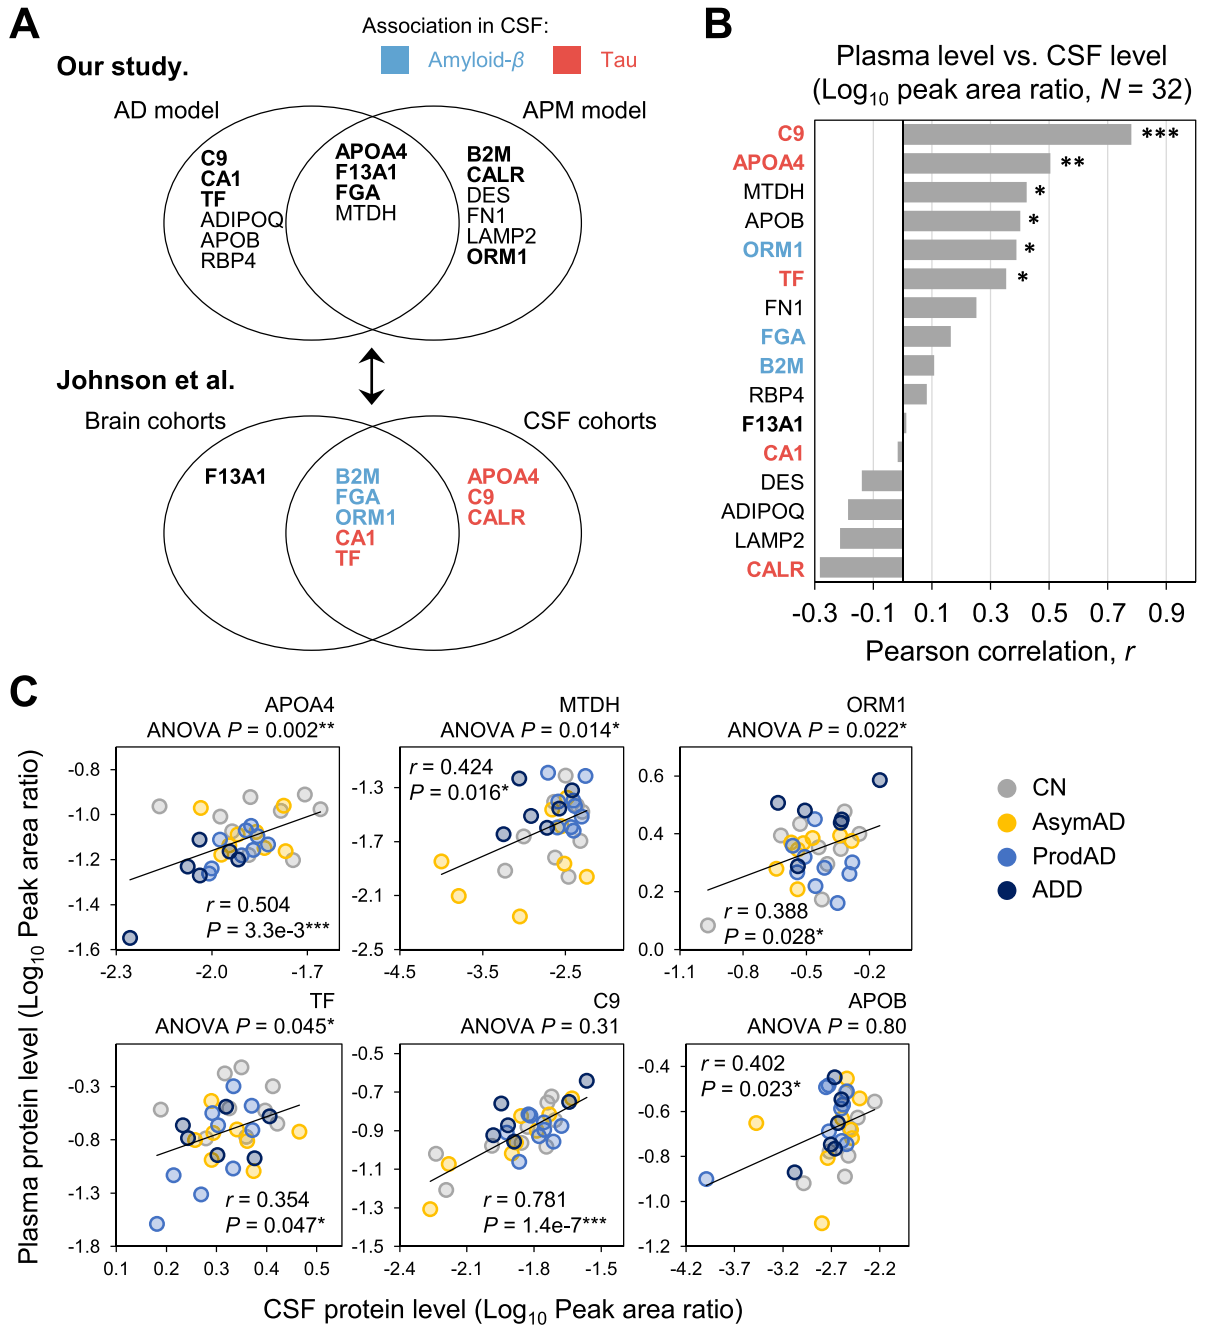 A
Association in CSF:
Amyloid-β
Tau
Our study.
AD model
APM model
C9
CA1
TF
ADIPOQ
APOB
RBP4
APOA4
F13A1
FGA
MTDH
B2M
CALR
DES
FN1
LAMP2
ORM1
Johnson et al.
Brain cohorts
CSF cohorts
F13A1
B2M
FGA
ORM1
CA1
TF
APOA4
C9
CALR
B
Plasma level vs. CSF level
(Log10 peak area ratio, N = 32)
C9
***
APOA4
**
MTDH
*
APOB
*
ORM1
*
TF
*
FN1
FGA
B2M
RBP4
F13A1
CA1
DES
ADIPOQ
LAMP2
CALR
-0.3 -0.1 0.1 0.3 0.5 0.7 0.9
Pearson correlation, r
C
Plasma protein level (Log10 Peak area ratio)
APOA4
ANOVA P = 0.002**
-0.8
-1.0
-1.2
-1.4
-1.6
r = 0.504
P = 3.3e-3***
-2.3 -2.0 -1.7
MTDH
ANOVA P = 0.014*
r = 0.424
P = 0.016*
-1.3
-1.7
-2.1
-2.5
-4.5 -3.5 -2.5
ORM1
ANOVA P = 0.022*
0.6
0.4
0.2
0.0
r = 0.388
P = 0.028*
-1.1 -0.8 -0.5 -0.2
CN
AsymAD
ProdAD
ADD
TF
ANOVA P = 0.045*
-0.3
-0.8
-1.3
-1.8
r = 0.354
P = 0.047*
0.1 0.2 0.3 0.4 0.5
C9
ANOVA P = 0.31
-0.5
-0.7
-0.9
-1.1
-1.3
-1.5
r = 0.781
P = 1.4e-7***
-2.4 -2.1 -1.8 -1.5
APOB
ANOVA P = 0.80
r = 0.402
P = 0.023*
-0.4
-0.6
-0.8
-1.0
-1.2
-4.2 -3.7 -3.2 -2.7 -2.2
CSF protein level (Log10 Peak area ratio)